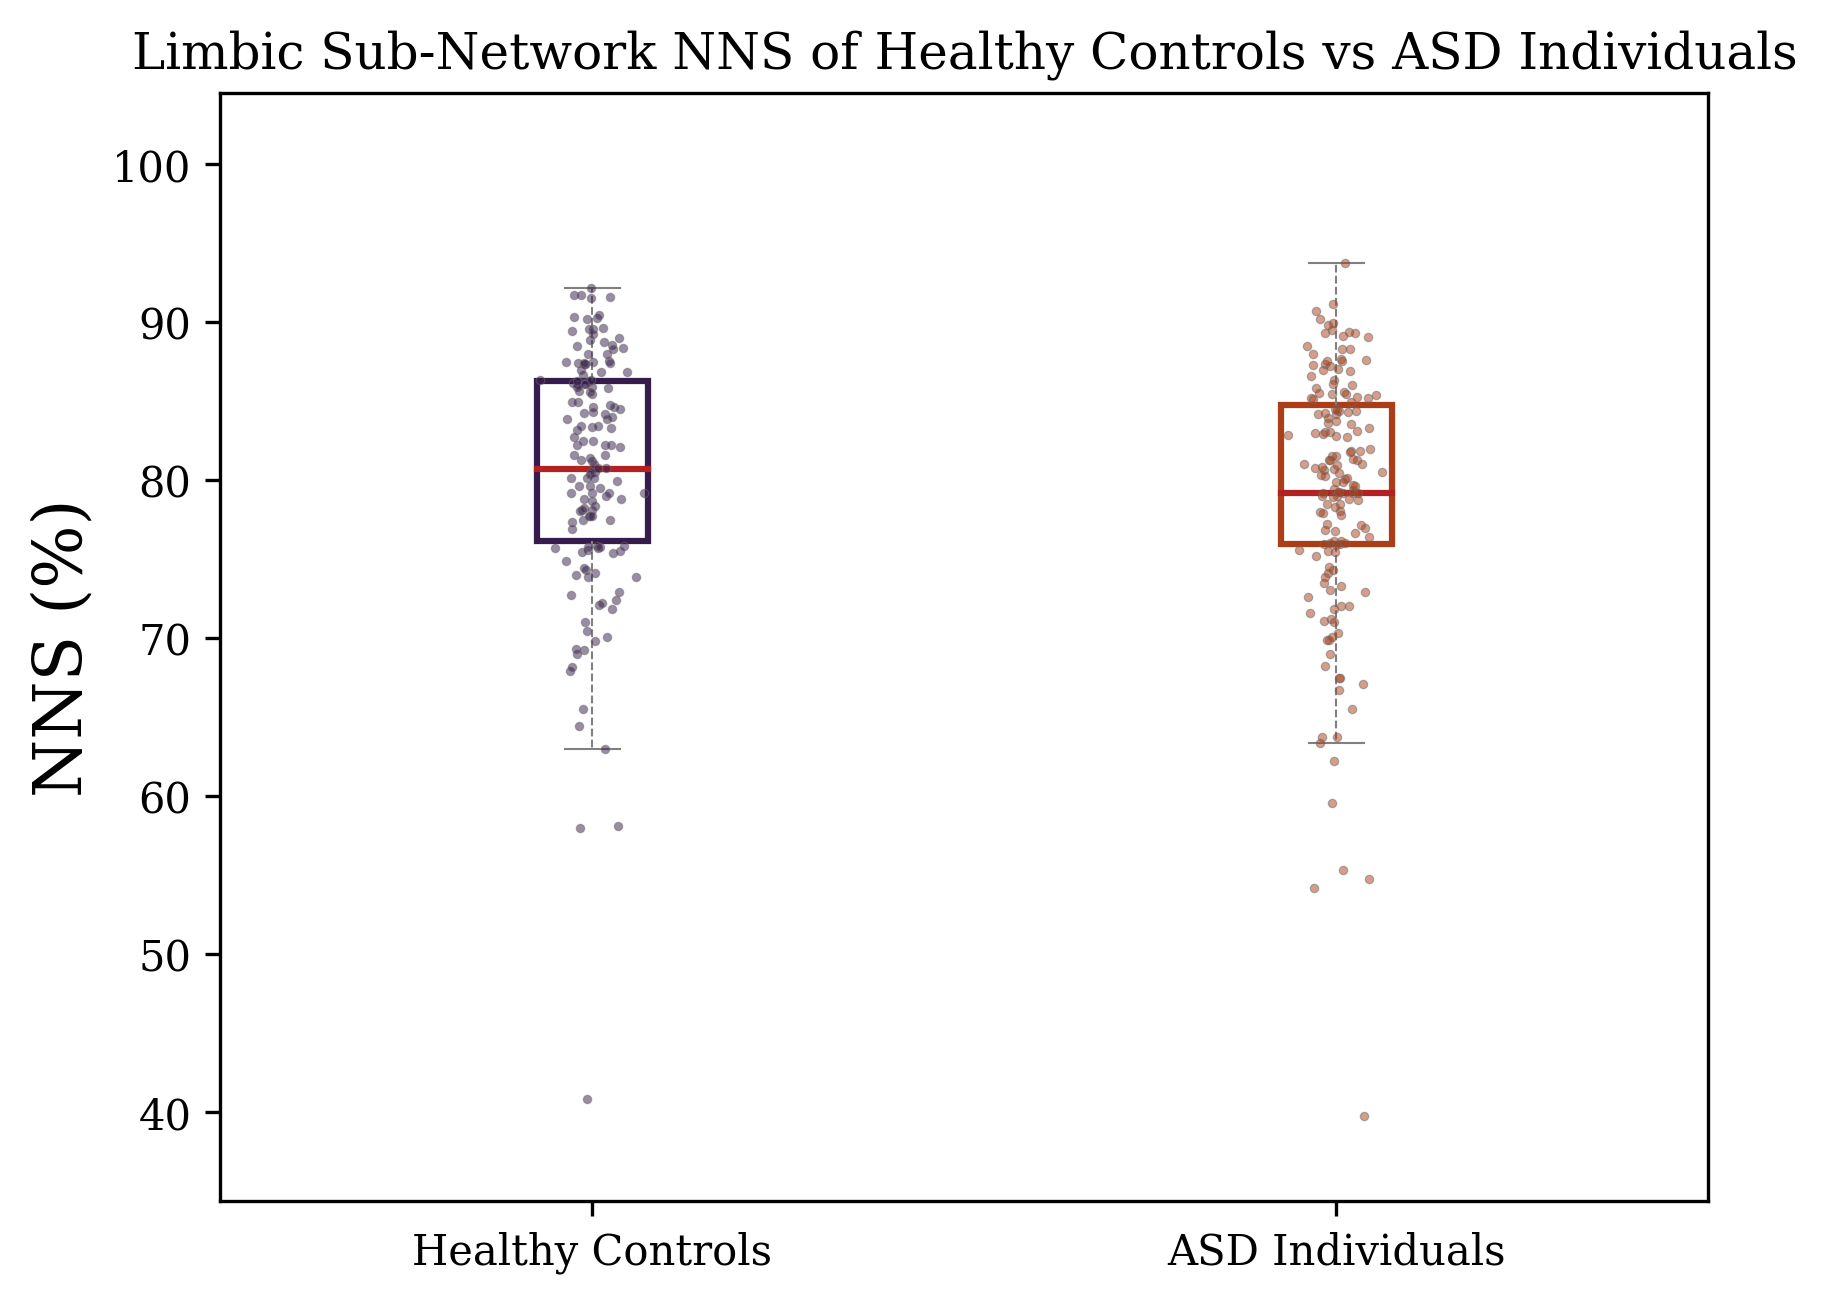 Limbic Sub-Network NNS of Healthy Controls vs ASD Individuals
NNS (%)
100
90
80
70
60
50
40
Healthy Controls
ASD Individuals